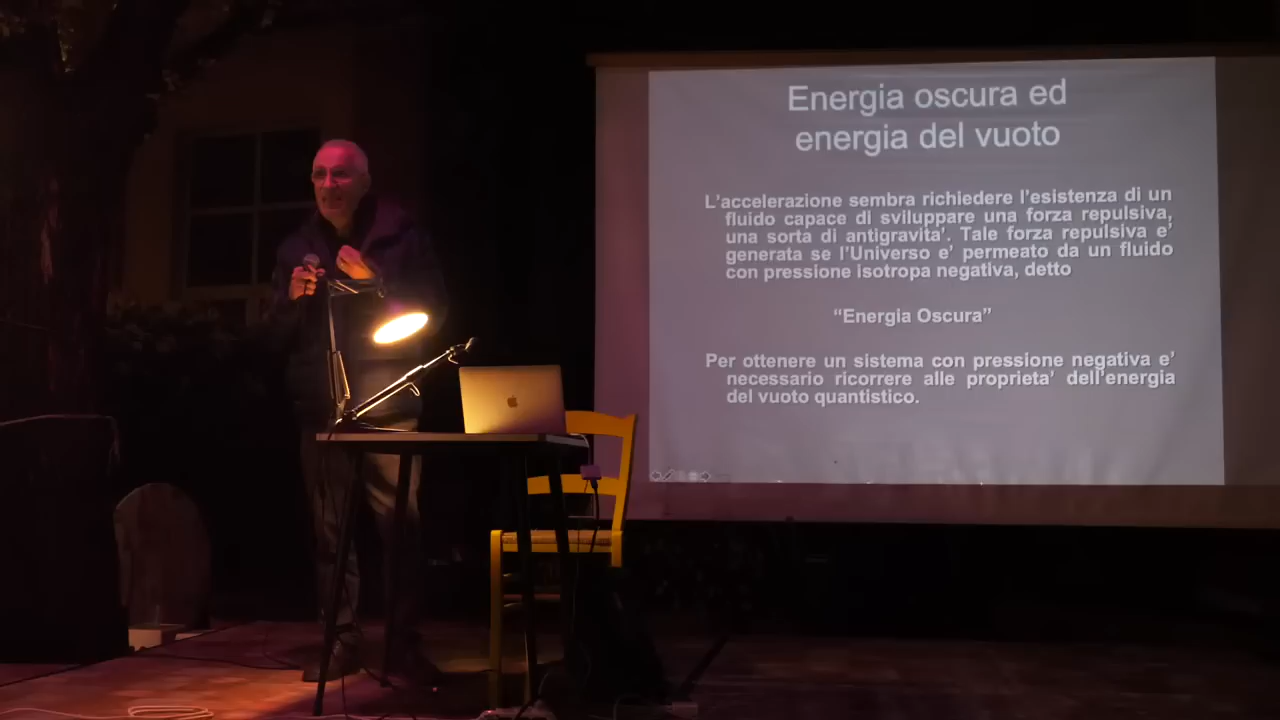 Energia oscura ed
energia del vuoto
L'accelerazione sembra richiedere l'esistenza di un
fluido capace di sviluppare una forza repulsiva,
una sorta di antigravita'. Tale forza repulsiva e'
generata se l'Universo e' permeato da un fluido
con pressione isotropa negativa, detto
“Energia Oscura”
Per ottenere un sistema con pressione negativa e'
necessario ricorrere alle proprieta' dell'energia
del vuoto quantistico.